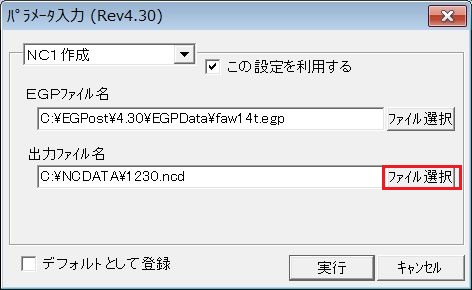 ﾊﾟﾗﾒｰﾀ入力 (Rev4.30)
ＮＣ１作成
この設定を利用する
ＥＧＰファイル名
C:¥EGPost¥4.30¥EGPData¥faw14t.egp
ファイル選択
出力ファイル名
C:¥NCDATA¥1230.ncd
ファイル選択
デフォルトとして登録
実行
ｷｬﾝｾﾙ